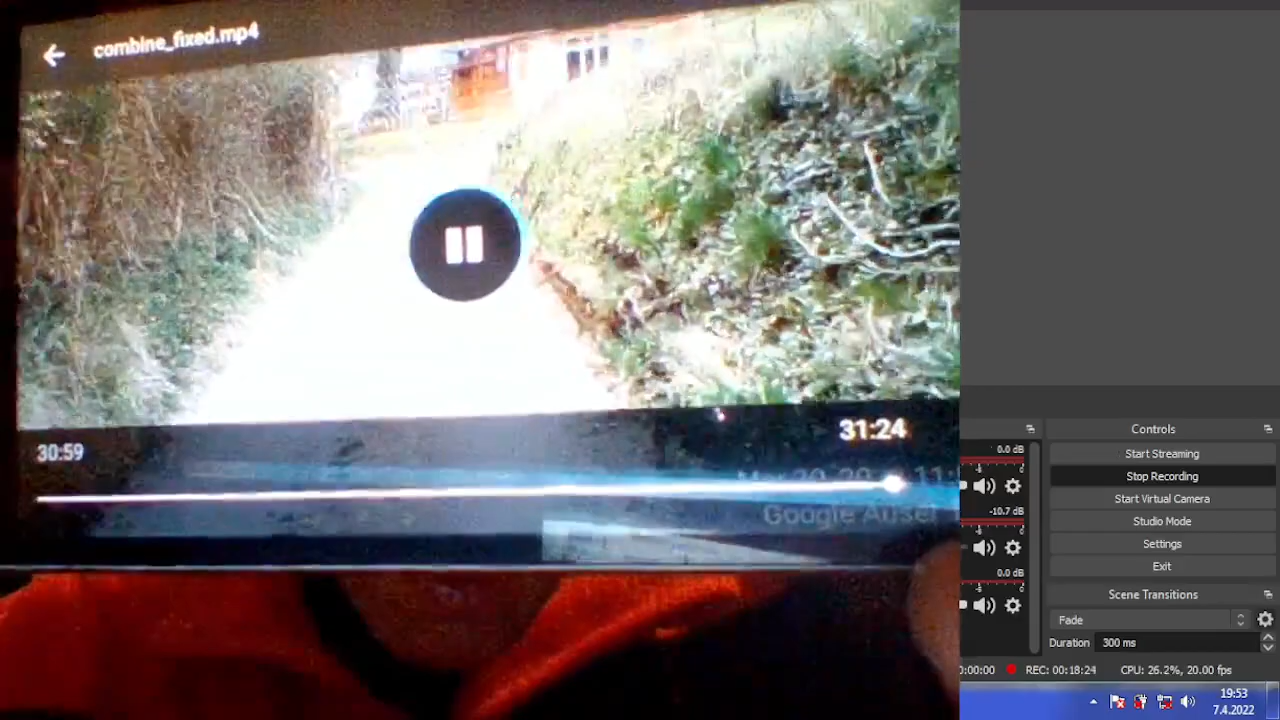 combine_fixed.mp4
30:59
31:24
Google
0.0 dB
-10.7 dB
0.0 dB
Controls
Start Streaming
Stop Recording
Start Virtual Camera
Studio Mode
Settings
Exit
Scene Transitions
Fade
Duration
300 ms
REC: 00:18:24
CPU: 26.2%, 20.00 fps
19:53
7.4.2022